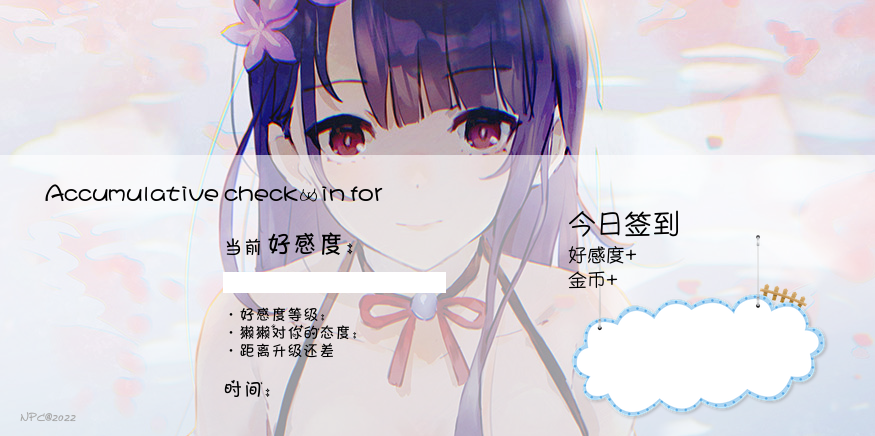 Accumulative check-in for
今日签到
当前 好感度：
好感度+
金币+
· 好感度等级：
· 獭獭对你的态度：
· 距离升级还差
时间：
NPC@2022